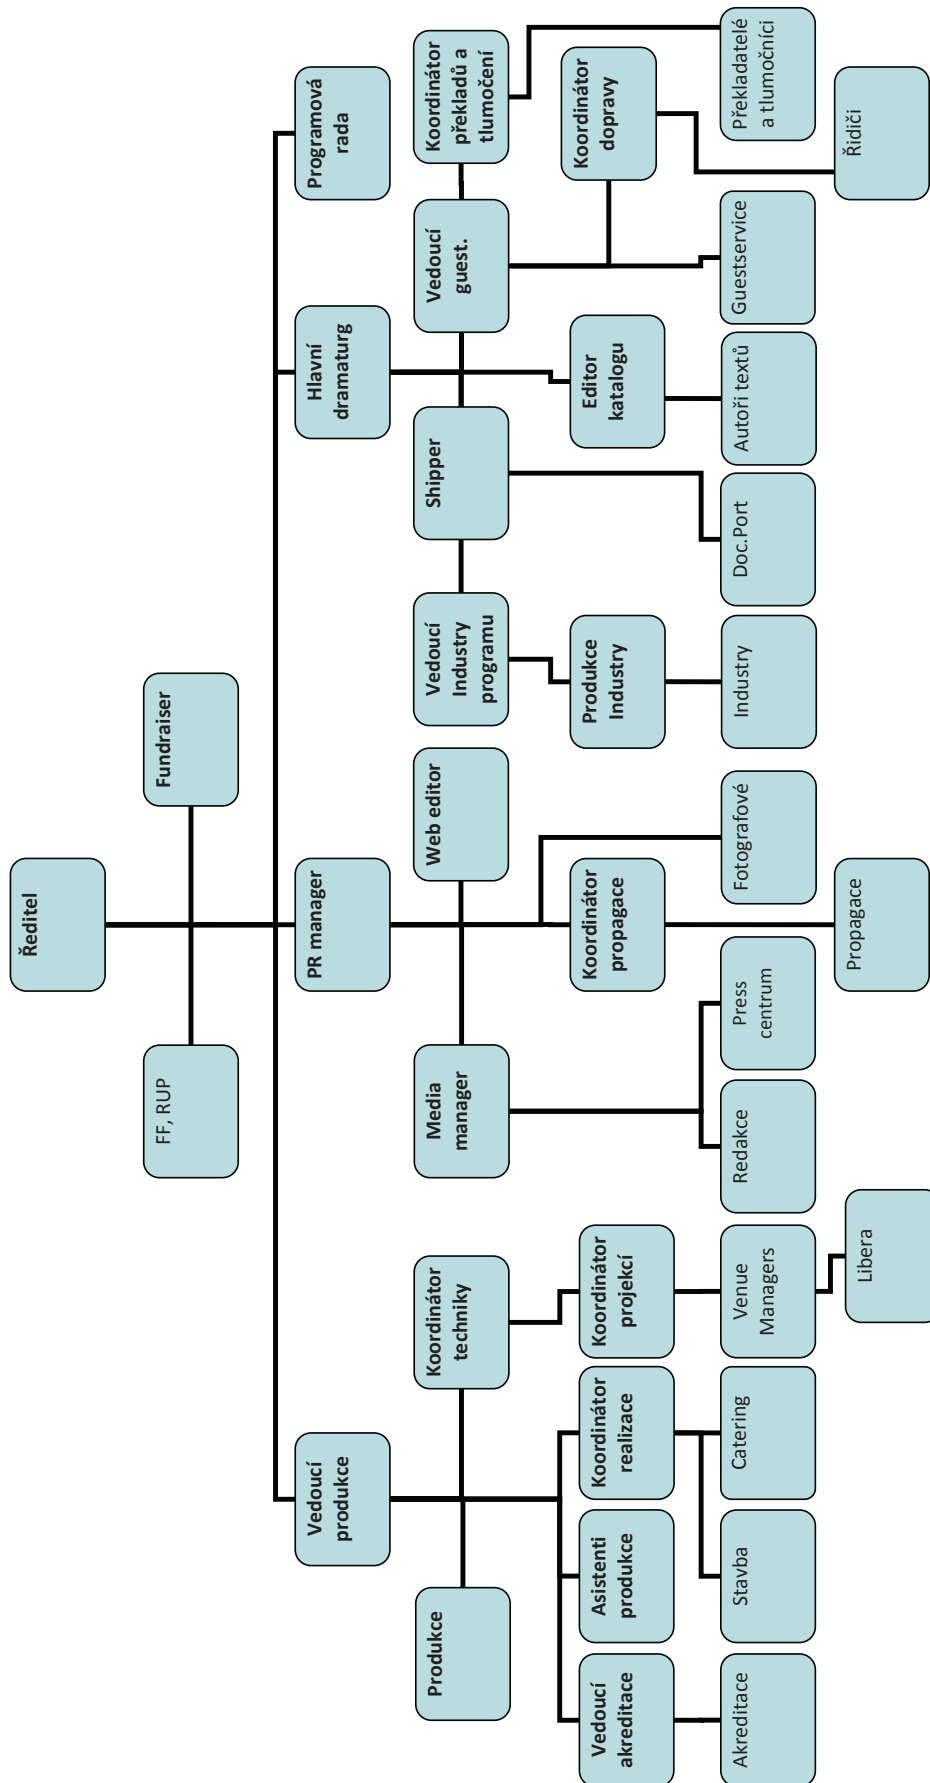 Ředitel
FF, RUP
Fundraiser
Vedoucí
produkce
PR manager
Hlavní
dramaturg
Programová
rada
Produkce
Koordinátor
techniky
Media
manager
Web editor
Vedoucí
Industry
programu
Shipper
Vedoucí
guest.
Koordinátor
překladů a
tlumočení
Vedoucí
akreditace
Asistenti
produkce
Koordinátor
realizace
Koordinátor
projekcí
Koordinátor
propagace
Produkce
Industry
Editor
katalogu
Koordinátor
dopravy
Akreditace
Stavba
Catering
Venue
Managers
Redakce
Press
centrum
Fotografové
Industry
Doc.Port
Autoři textů
Guestservice
Překladatelé
a tlumočníci
Libera
Propagace
Řidiči